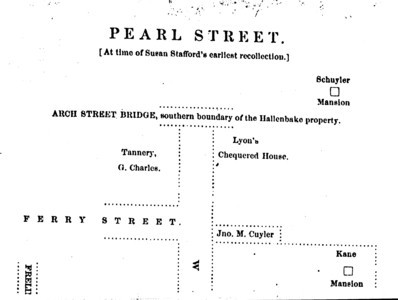 PEARL STREET.
[At time of Susan Stafford's earliest recollection.]
Schuyler
Mansion
ARCH STREET BRIDGE, southern boundary of the Hallenbake property.
Tannery,
G. Charles.
Lyon's
Chequered House.
FERRY STREET.
Jno. M. Cuyler
Kane
Mansion
W